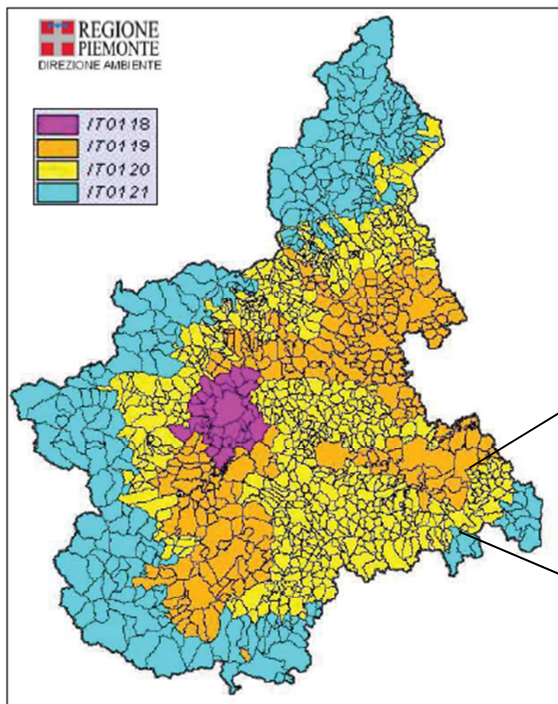 REGIONE
PIEMONTE
DIREZIONE AMBIENTE
IT0118
IT0119
IT0120
IT0121